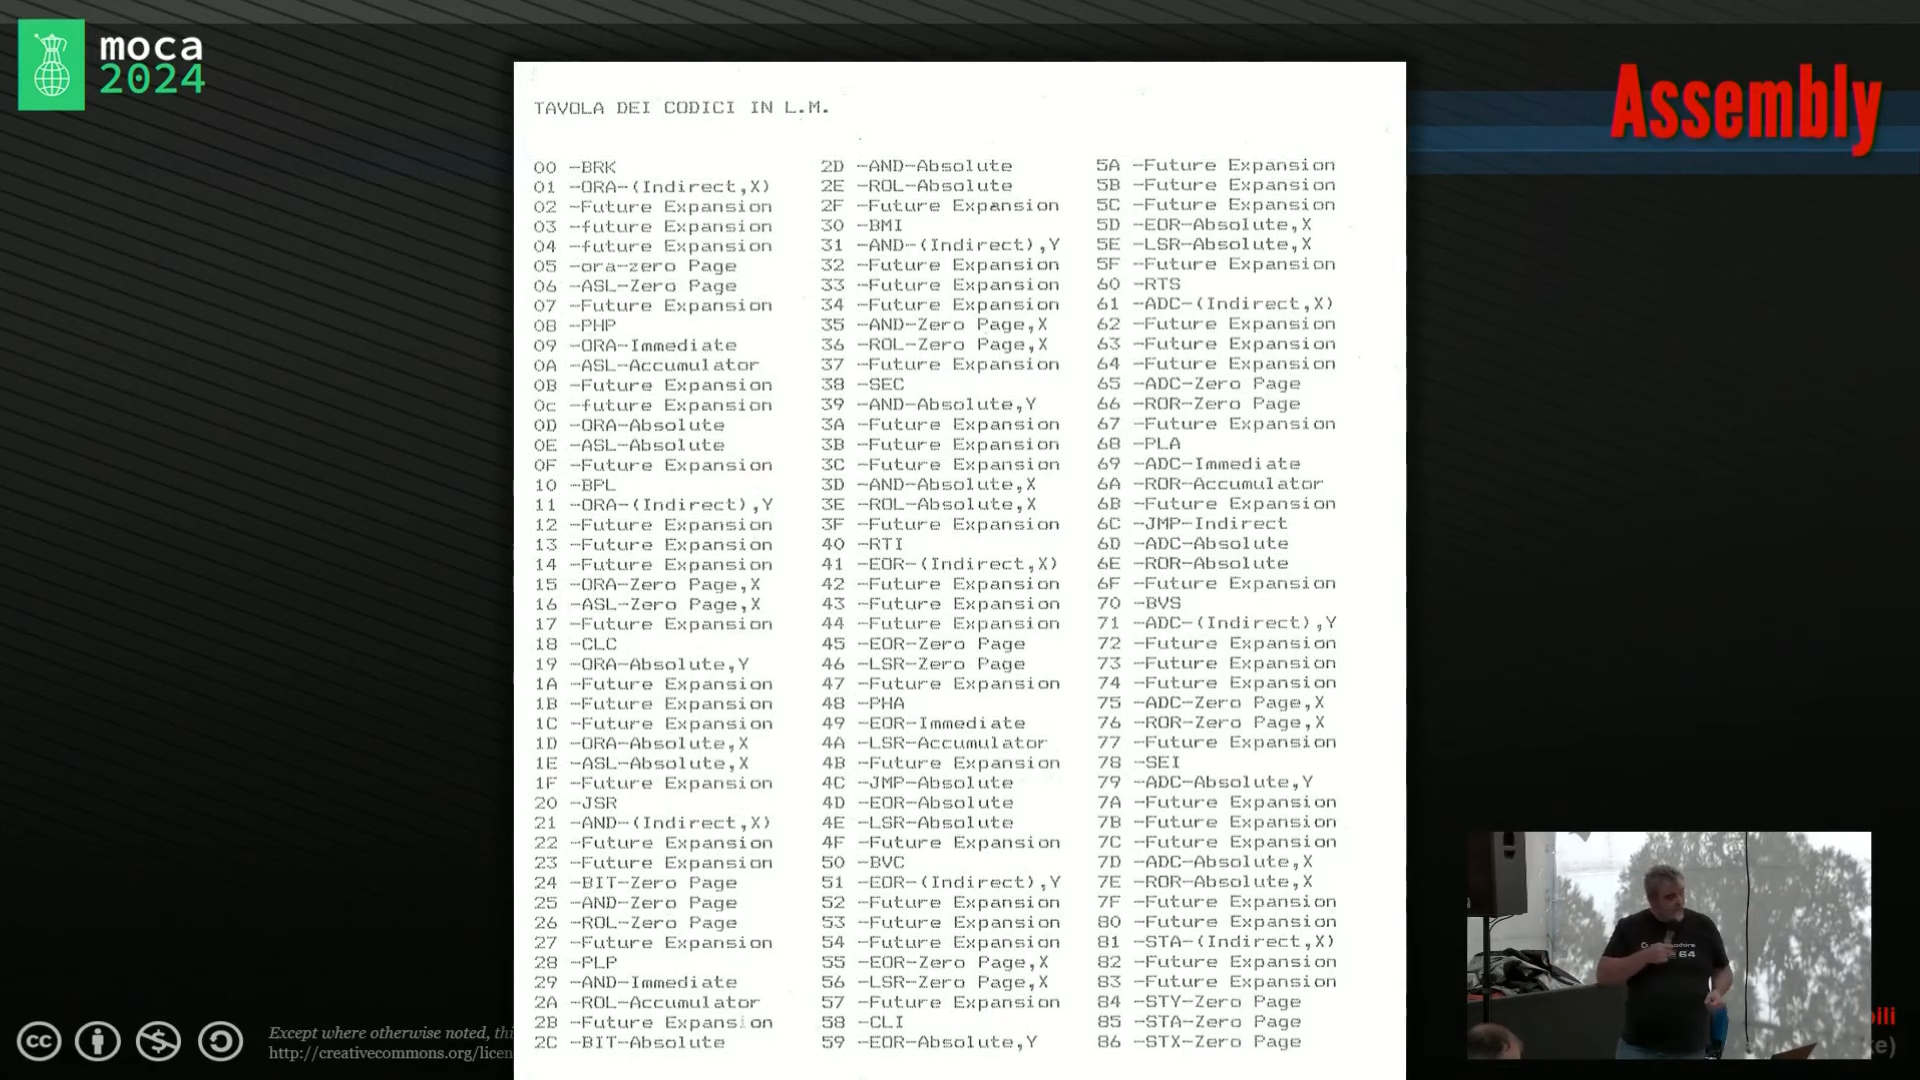 moca
2024
Assembly
TAVOLA DEI CODICI IN L.M.
00 -BRK
01 -ORA-(Indirect,X)
02 -Future Expansion
03 -future Expansion
04 -future Expansion
05 -ora-zero Page
06 -ASL-Zero Page
07 -Future Expansion
08 -PHP
09 -ORA-Immediate
0A -ASL-Accumulator
0B -Future Expansion
0c -future Expansion
0D -ORA-Absolute
0E -ASL-Absolute
0F -Future Expansion
10 -BPL
11 -ORA-(Indirect),Y
12 -Future Expansion
13 -Future Expansion
14 -Future Expansion
15 -ORA-Zero Page,X
16 -ASL-Zero Page,X
17 -Future Expansion
18 -CLC
19 -ORA-Absolute,Y
1A -Future Expansion
1B -Future Expansion
1C -Future Expansion
1D -ORA-Absolute,X
1E -ASL-Absolute,X
1F -Future Expansion
20 -JSR
21 -AND-(Indirect,X)
22 -Future Expansion
23 -Future Expansion
24 -BIT-Zero Page
25 -AND-Zero Page
26 -ROL-Zero Page
27 -Future Expansion
28 -PLP
29 -AND-Immediate
2A -ROL-Accumulator
2B -Future Expansion
2C -BIT-Absolute
2D -AND-Absolute
2E -ROL-Absolute
2F -Future Expansion
30 -BMI
31 -AND-(Indirect),Y
32 -Future Expansion
33 -Future Expansion
34 -Future Expansion
35 -AND-Zero Page,X
36 -ROL-Zero Page,X
37 -Future Expansion
38 -SEC
39 -AND-Absolute,Y
3A -Future Expansion
3B -Future Expansion
3C -Future Expansion
3D -AND-Absolute,X
3E -ROL-Absolute,X
3F -Future Expansion
40 -RTI
41 -EOR-(Indirect,X)
42 -Future Expansion
43 -Future Expansion
44 -Future Expansion
45 -EOR-Zero Page
46 -LSR-Zero Page
47 -Future Expansion
48 -PHA
49 -EOR-Immediate
4A -LSR-Accumulator
4B -Future Expansion
4C -JMP-Absolute
4D -EOR-Absolute
4E -LSR-Absolute
4F -Future Expansion
50 -BVC
51 -EOR-(Indirect),Y
52 -Future Expansion
53 -Future Expansion
54 -Future Expansion
55 -EOR-Zero Page,X
56 -LSR-Zero Page,X
57 -Future Expansion
58 -CLI
59 -EOR-Absolute,Y
5A -Future Expansion
5B -Future Expansion
5C -Future Expansion
5D -EOR-Absolute,X
5E -LSR-Absolute,X
5F -Future Expansion
60 -RTS
61 -ADC-(Indirect,X)
62 -Future Expansion
63 -Future Expansion
64 -Future Expansion
65 -ADC-Zero Page
66 -ROR-Zero Page
67 -Future Expansion
68 -PLA
69 -ADC-Immediate
6A -ROR-Accumulator
6B -Future Expansion
6C -JMP-Indirect
6D -ADC-Absolute
6E -ROR-Absolute
6F -Future Expansion
70 -BVS
71 -ADC-(Indirect),Y
72 -Future Expansion
73 -Future Expansion
74 -Future Expansion
75 -ADC-Zero Page,X
76 -ROR-Zero Page,X
77 -Future Expansion
78 -SEI
79 -ADC-Absolute,Y
7A -Future Expansion
7B -Future Expansion
7C -Future Expansion
7D -ADC-Absolute,X
7E -ROR-Absolute,X
7F -Future Expansion
80 -Future Expansion
81 -STA-(Indirect,X)
82 -Future Expansion
83 -Future Expansion
84 -STY-Zero Page
85 -STA-Zero Page
86 -STX-Zero Page
cc
Except where otherwise noted,
http://creativecommons.org/licen
64